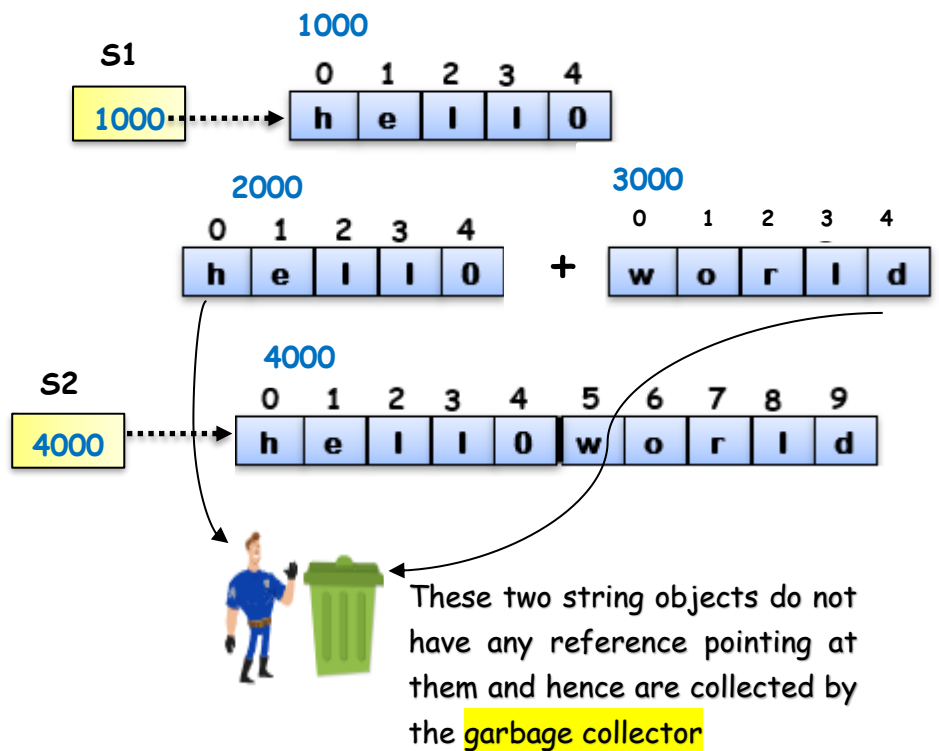 1000
S1
0 1 2 3 4
1000
h e l l 0
2000
3000
0 1 2 3 4
0 1 2 3 4
h e l l 0 + w o r l d
4000
S2
0 1 2 3 4 5 6 7 8 9
4000
h e l l 0 w o r l d
These two string objects do not
have any reference pointing at
them and hence are collected by
the garbage collector